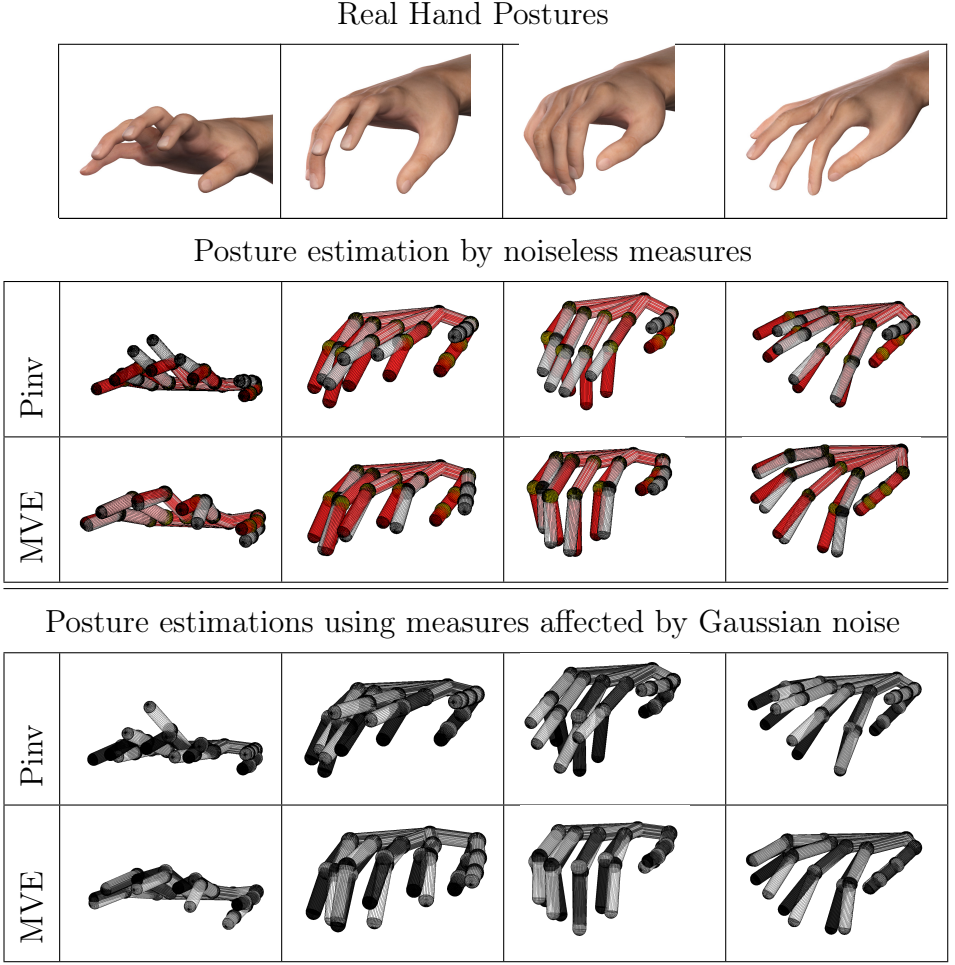 Real Hand Postures
Posture estimation by noiseless measures
Pinv
MVE
Posture estimations using measures affected by Gaussian noise
Pinv
MVE